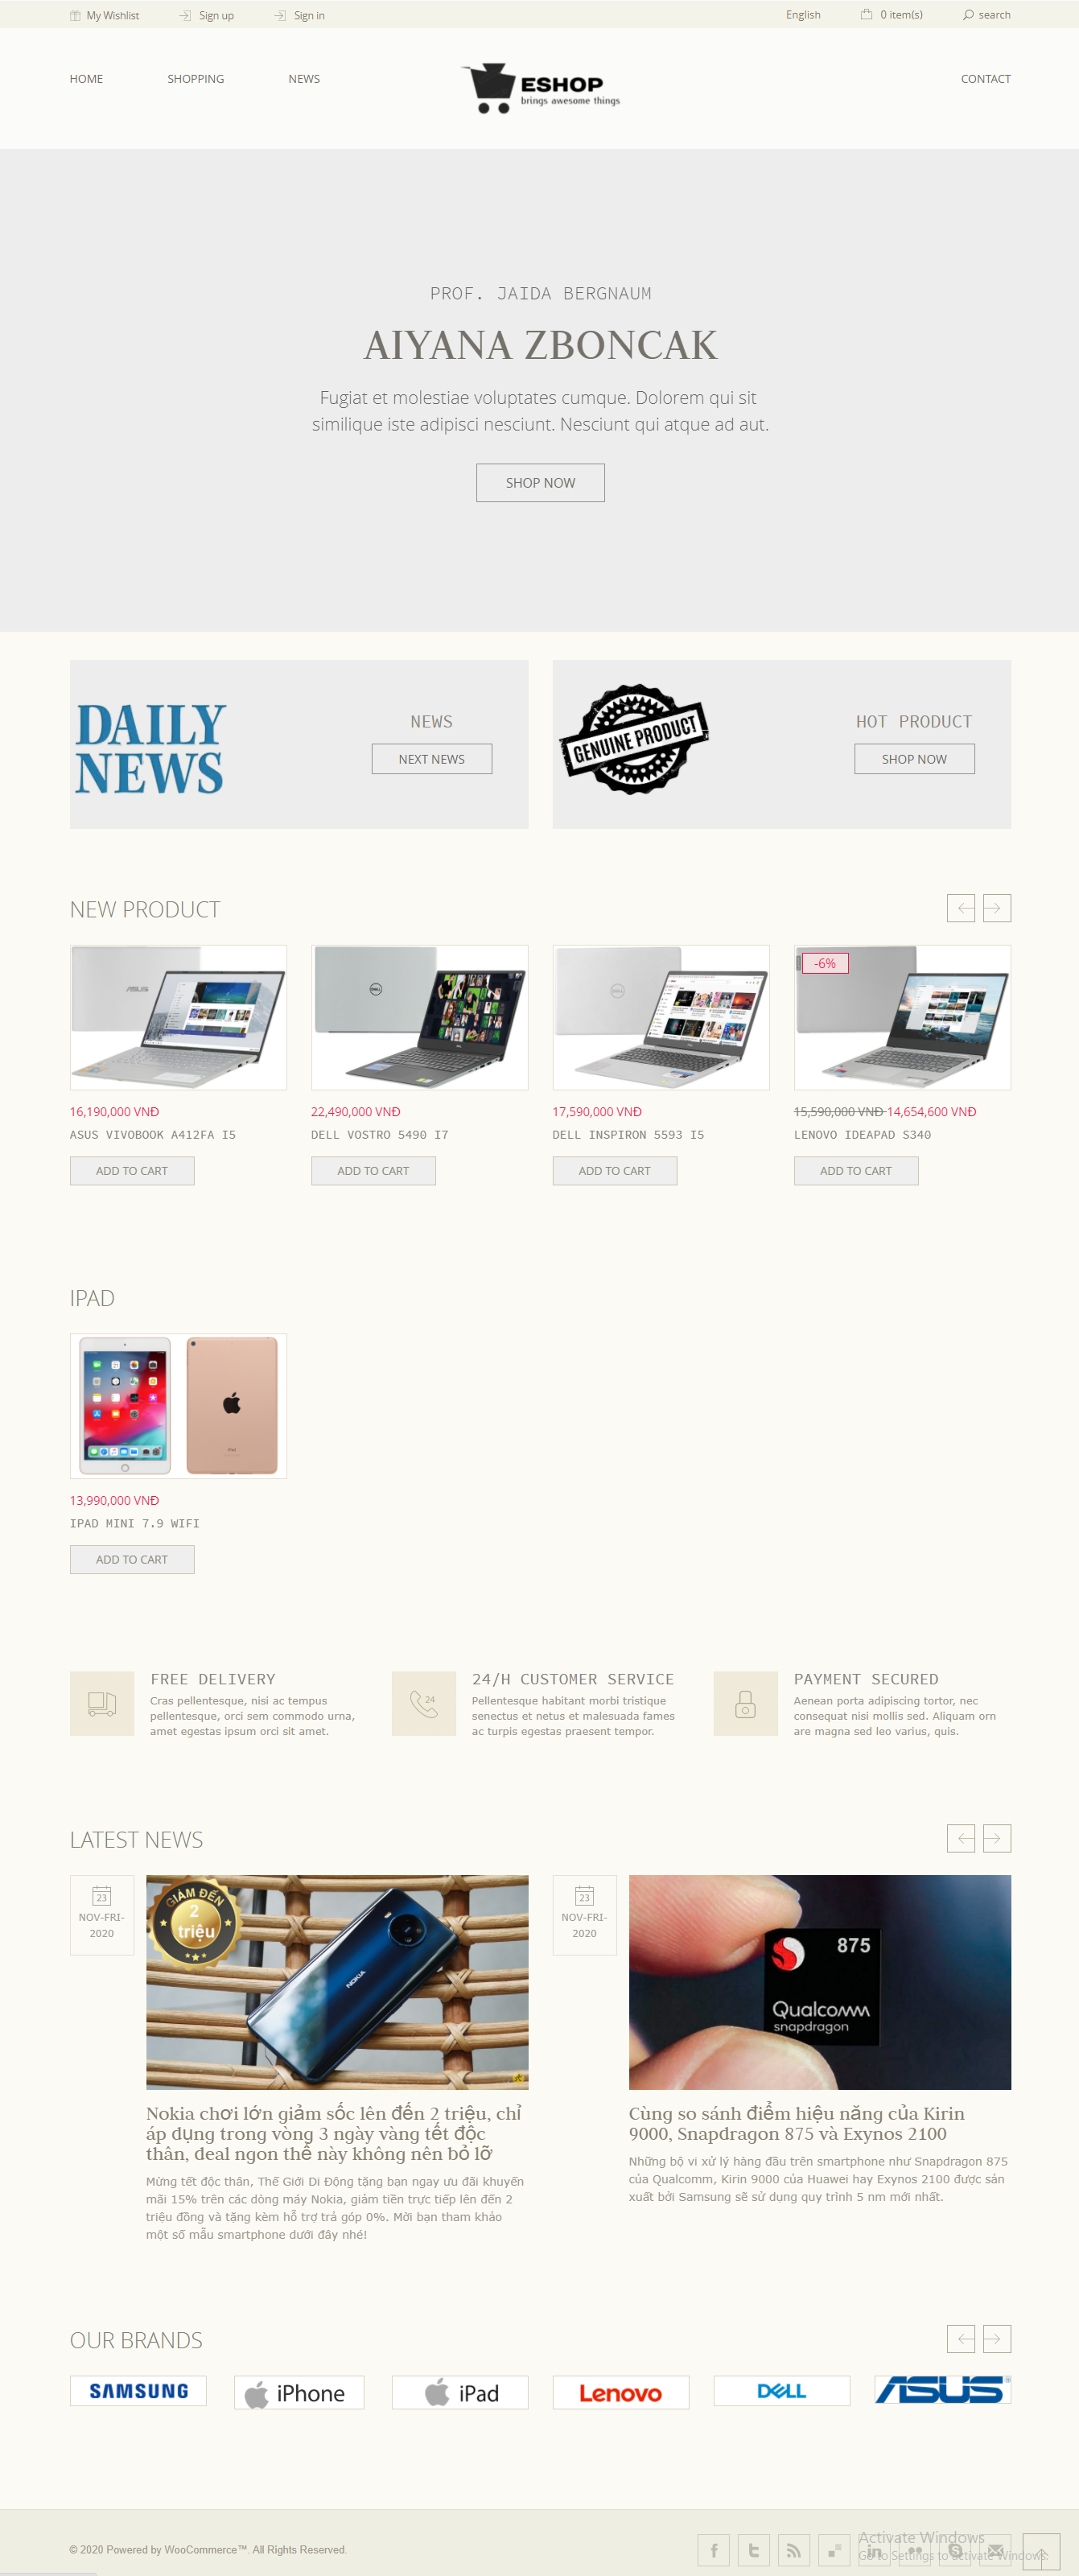 My Wishlist
Sign up
Sign in
English
0 item(s)
search
HOME
SHOPPING
NEWS
ESHOP
brings awesome things
CONTACT
PROF. JAIDA BERGNAUM
AIYANA ZBONCAK
Fugiat et molestiae voluptates cumque. Dolorem qui sit
similique iste adipisci nesciunt. Nesciunt qui atque ad aut.
SHOP NOW
DAILY
NEWS
NEWS
NEXT NEWS
GENUINE PRODUCT
HOT PRODUCT
SHOP NOW
NEW PRODUCT
-6%
16,190,000 VNĐ
ASUS VIVOBOOK A412FA I5
ADD TO CART
22,490,000 VNĐ
DELL VOSTRO 5490 I7
ADD TO CART
17,590,000 VNĐ
DELL INSPIRON 5593 I5
ADD TO CART
15,590,000 VNĐ 14,654,600 VNĐ
LENOVO IDEAPAD S340
ADD TO CART
IPAD
13,990,000 VNĐ
IPAD MINI 7.9 WIFI
ADD TO CART
FREE DELIVERY
Cras pellentesque, nisi ac tempus
pellentesque, orci sem commodo urna,
amet egestas ipsum orci sit amet.
24
24/H CUSTOMER SERVICE
Pellentesque habitant morbi tristique
senectus et netus et malesuada fames
ac turpis egestas praesent tempor.
PAYMENT SECURED
Aenean porta adipiscing tortor, nec
consequat nisi mollis sed. Aliquam orn
are magna sed leo varius, quis.
LATEST NEWS
23
NOV-FRI-
2020
GIẢM ĐẾN
2
triệu
NOKIA
Nokia chơi lớn giảm sốc lên đến 2 triệu, chỉ
áp dụng trong vòng 3 ngày vàng tết độc
thân, deal ngon thế này không nên bỏ lỡ
Mừng tết độc thân, Thế Giới Di Động tặng bạn ngay ưu đãi khuyến
mãi 15% trên các dòng máy Nokia, giảm tiền trực tiếp lên đến 2
triệu đồng và tặng kèm hỗ trợ trả góp 0%. Mời bạn tham khảo
một số mẫu smartphone dưới đây nhé!
23
NOV-FRI-
2020
875
Qualcomm
snapdragon
Cùng so sánh điểm hiệu năng của Kirin
9000, Snapdragon 875 và Exynos 2100
Những bộ vi xử lý hàng đầu trên smartphone như Snapdragon 875
của Qualcomm, Kirin 9000 của Huawei hay Exynos 2100 được sản
xuất bởi Samsung sẽ sử dụng quy trình 5 nm mới nhất.
OUR BRANDS
SAMSUNG
iPhone
iPad
Lenovo
DELL
ASUS
© 2020 Powered by WooCommerce™. All Rights Reserved.
Activate Windows
Go to Settings to activate Windows.